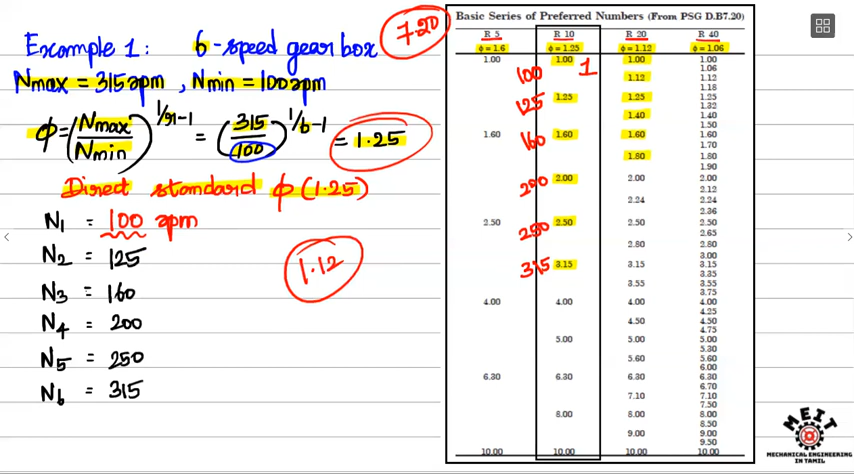 Example 1: 6-speed gear box
7.20
Nmax = 315 rpm, Nmin = 100 rpm
ϕ = (Nmax/Nmin)^1/n-1 = (315/100)^1/6-1 = 1.25
Direct standard ϕ (1.25)
N1 = 100 rpm
N2 = 125
N3 = 160
N4 = 200
N5 = 250
N6 = 315
1.12
Basic Series of Preferred Numbers (From PSG D.B7.20)
R 5 R 10 R 20 R 40
ϕ = 1.6 ϕ = 1.25 ϕ = 1.12 ϕ = 1.06
1.00 1.00 1 1.00 1.00
1.06
100 1.12 1.12
1.18
125 1.25 1.25 1.25
1.32
1.40 1.40
1.50
1.60 160 1.60 1.60 1.60
1.70
1.80 1.80
1.90
200 2.00 2.00 2.00
2.12
2.24 2.24
2.36
2.50 250 2.50 2.50 2.50
2.65
2.80 2.80
3.00
315 3.15 3.15 3.15
3.35
3.55 3.55
3.75
4.00 4.00 4.00 4.00
4.25
4.50 4.50
4.75
5.00 5.00 5.00
5.30
5.60 5.60
6.00
6.30 6.30 6.30 6.30
6.70
7.10 7.10
7.50
8.00 8.00 8.00
8.50
9.00 9.00
9.50
10.00 10.00 10.00 10.00
MEIT
MECHANICAL ENGINEERING
IN TAMIL